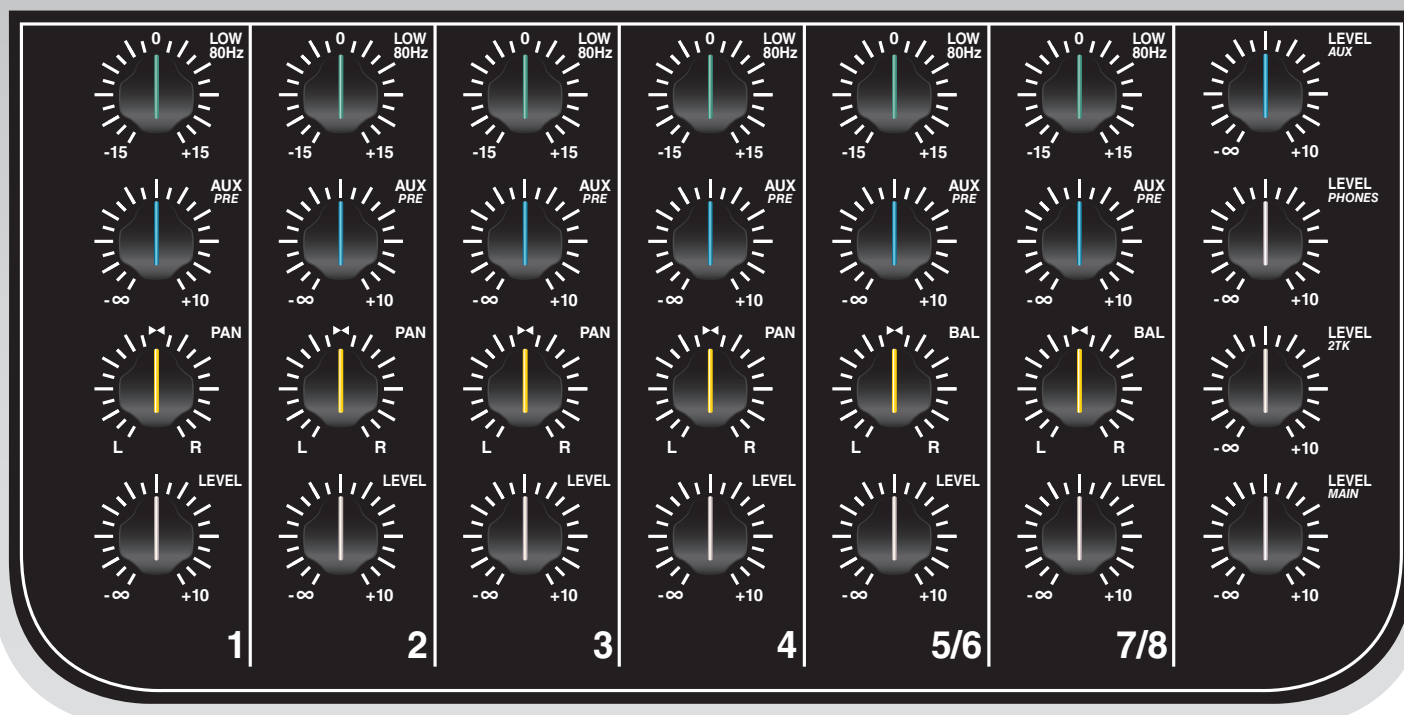 0 LOW 0 LOW 0 LOW 0 LOW 0 LOW 0 LOW LEVEL
80Hz 80Hz 80Hz 80Hz 80Hz 80Hz AUX
-15 +15 -15 +15 -15 +15 -15 +15 -15 +15 -15 +15 -∞ +10
AUX AUX AUX AUX AUX AUX LEVEL
PRE PRE PRE PRE PRE PRE PHONES
-∞ +10 -∞ +10 -∞ +10 -∞ +10 -∞ +10 -∞ +10 -∞ +10
PAN PAN PAN PAN BAL BAL LEVEL
2TK
L R L R L R L R L R L R -∞ +10
LEVEL LEVEL LEVEL LEVEL LEVEL LEVEL LEVEL
MAIN
-∞ +10 -∞ +10 -∞ +10 -∞ +10 -∞ +10 -∞ +10 -∞ +10
1 2 3 4 5/6 7/8